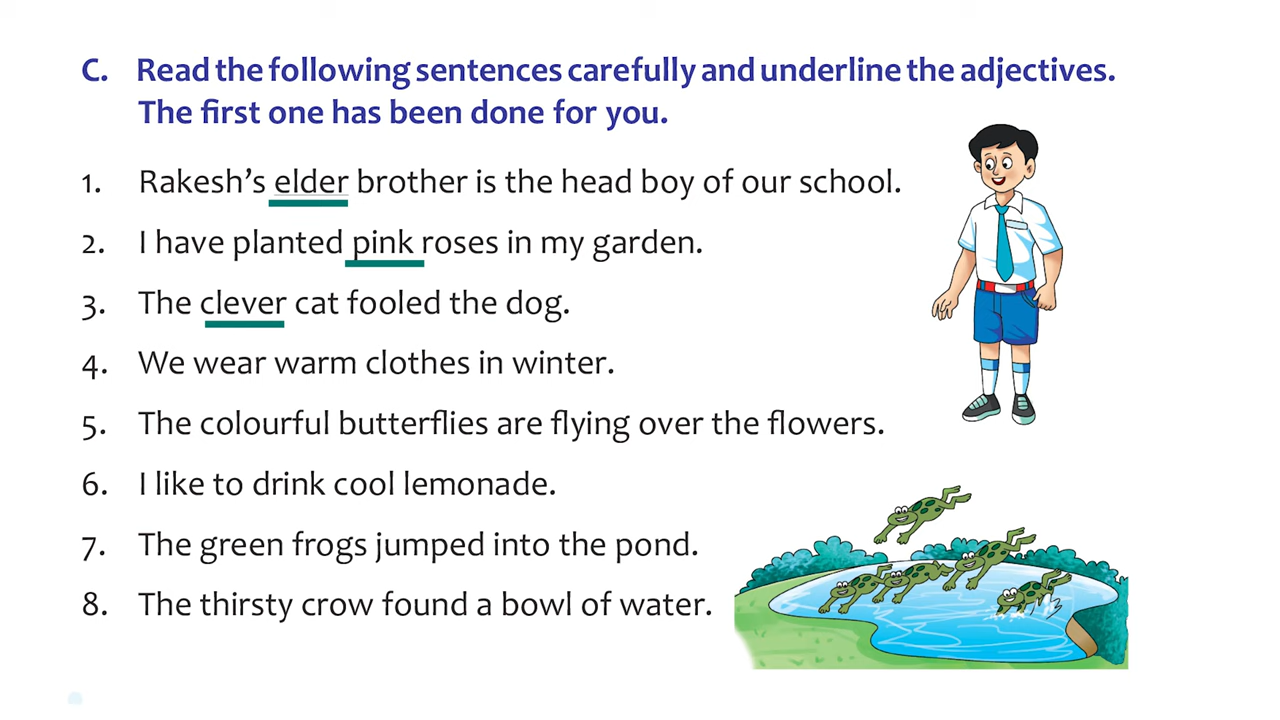 C. Read the following sentences carefully and underline the adjectives.
The first one has been done for you.
1. Rakesh’s elder brother is the head boy of our school.
2. I have planted pink roses in my garden.
3. The clever cat fooled the dog.
4. We wear warm clothes in winter.
5. The colourful butterflies are flying over the flowers.
6. I like to drink cool lemonade.
7. The green frogs jumped into the pond.
8. The thirsty crow found a bowl of water.